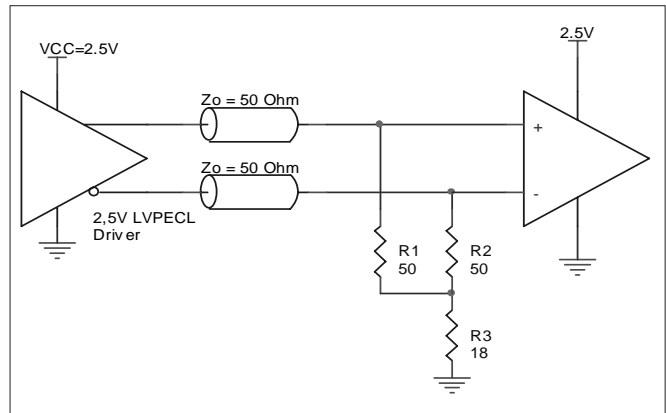 VCC=2.5V
2.5V
Zo = 50 Ohm
+
Zo = 50 Ohm
-
2,5V LVPECL
Driver
R1
50
R2
50
R3
18